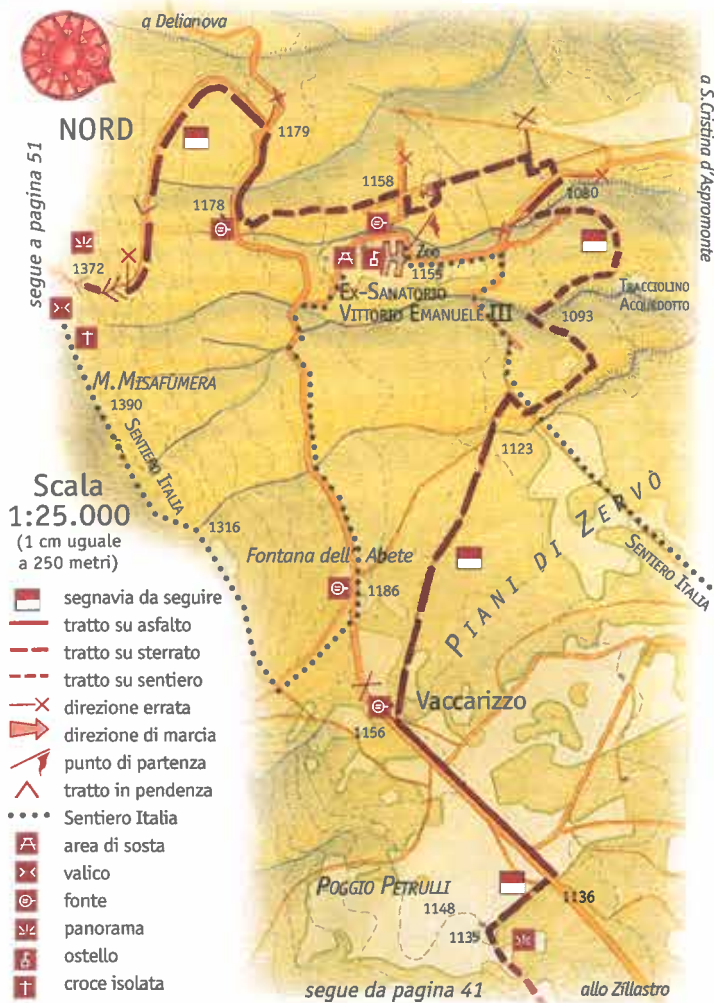 a Delianova
NORD
1179
a S.Cristina d'Aspromonte
segue a pagina 51
1158
1178
1080
1372
Zoo
1155
EX-SANATORIO
VITTORIO EMANUELE III
TRACCIOLINO
ACQUEDOTTO
1093
M. MISAFUMERA
1390
SENTIERO ITALIA
1123
Scala
1:25.000
(1 cm uguale
a 250 metri)
1316
PIANI DI ZERVÒ
SENTIERO ITALIA
Fontana dell' Abete
1186
segnavia da seguire
tratto su asfalto
tratto su sterrato
tratto su sentiero
direzione errata
direzione di marcia
punto di partenza
tratto in pendenza
Sentiero Italia
area di sosta
valico
fonte
panorama
ostello
croce isolata
Vaccarizzo
1156
POGGIO PETRULLI
1148
1135
1136
segue da pagina 41
allo Zillastro